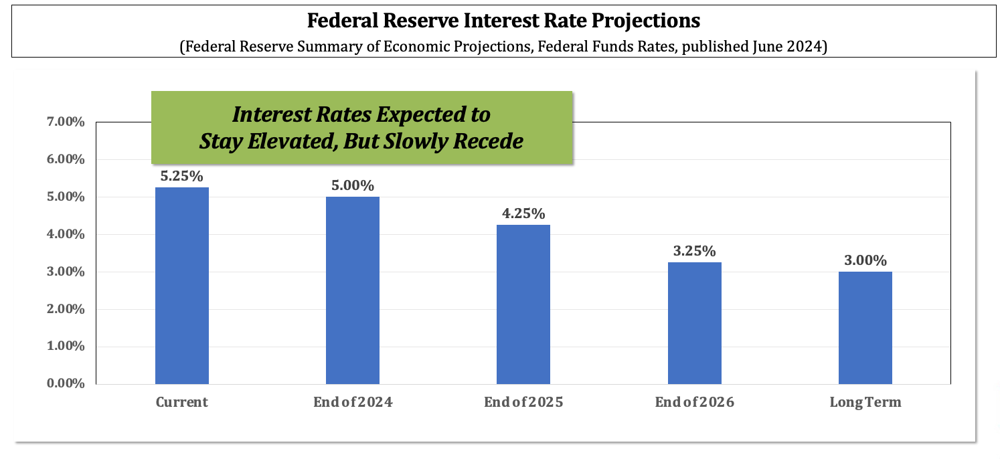 Federal Reserve Interest Rate Projections
(Federal Reserve Summary of Economic Projections, Federal Funds Rates, published June 2024)
Interest Rates Expected to
Stay Elevated, But Slowly Recede
7.00%
6.00%
5.00%
4.00%
3.00%
2.00%
1.00%
0.00%
5.25%
5.00%
4.25%
3.25%
3.00%
Current
End of 2024
End of 2025
End of 2026
Long Term